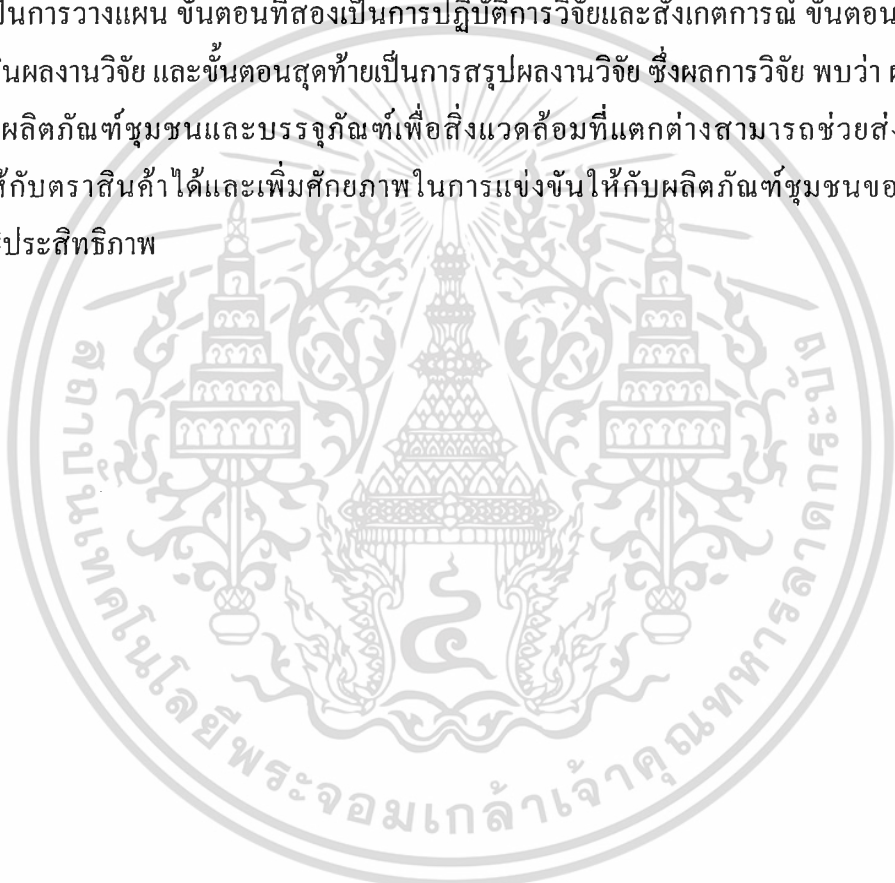 ป็นการวางแผน ขั้นตอนที่สองเป็นการปฏิบัติการวิจัยและสังเกตการณ์ ขั้นตอน
ันผลงานวิจัย และขั้นตอนสุดท้ายเป็นการสรุปผลงานวิจัย ซึ่งผลการวิจัย พบว่า
ผลิตภัณฑ์ชุมชนและบรรจุภัณฑ์เพื่อสิ่งแวดล้อมที่แตกต่างสามารถช่วยส่ง
ห้กับตราสินค้าได้และเพิ่มศักยภาพในการแข่งขันให้กับผลิตภัณฑ์ชุมชนขอ
ประสิทธิภาพ
สถาบันเทคโนโลยีพระจอมเกล้าเจ้าคุณทหารลาดกระบัง